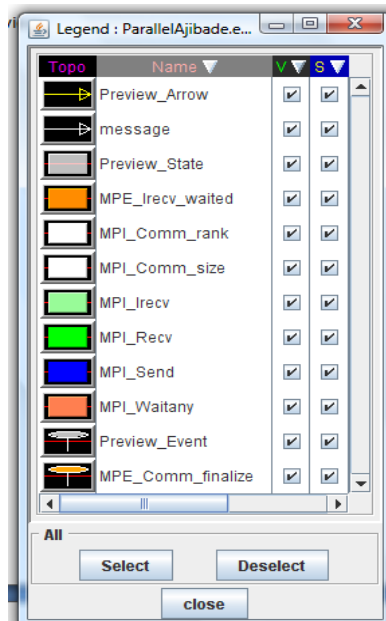 Legend : ParallelAjibade.e...
Topo Name V S
Preview_Arrow
message
Preview_State
MPE_Irecv_waited
MPI_Comm_rank
MPI_Comm_size
MPI_Irecv
MPI_Recv
MPI_Send
MPI_Waitany
Preview_Event
MPE_Comm_finalize
All
Select Deselect
close